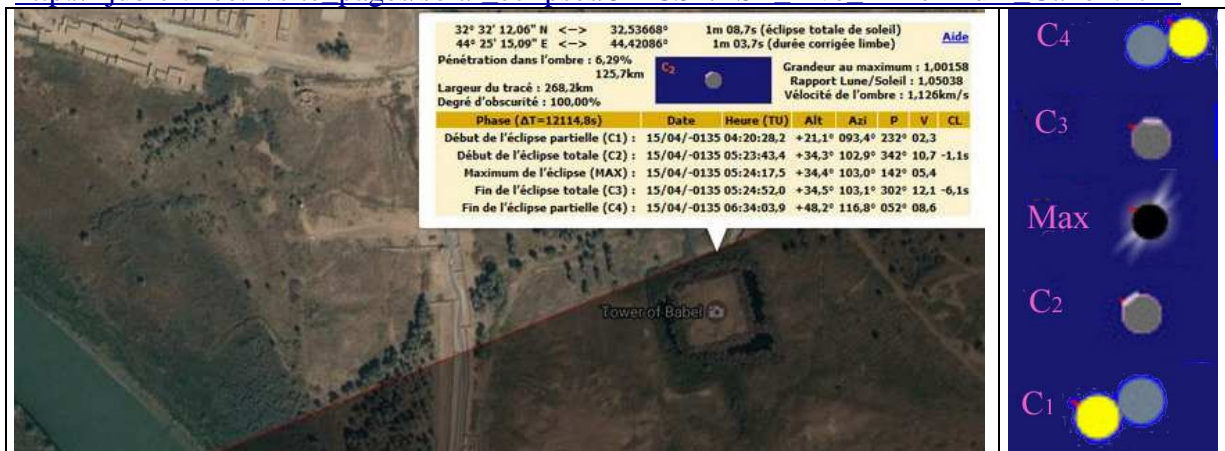 32° 32' 12,06" N <—> 32,53668° 1m 08,7s (éclipse totale de soleil)
44° 25' 15,09" E <—> 44,42086° 1m 03,7s (durée corrigée limbe)
Aide
Pénétration dans l'ombre : 6,29%
125,7km
Largeur du tracé : 268,2km
Degré d'obscurité : 100,00%
C2
Grandeur au maximum : 1,00158
Rapport Lune/Soleil : 1,05038
Vélocité de l'ombre : 1,126km/s
Phase (ΔT=12114,8s) Date Heure (TU) Alt Azi P V CL
Début de l'éclipse partielle (C1) : 15/04/-0135 04:20:28,2 +21,1° 093,4° 232° 02,3
Début de l'éclipse totale (C2) : 15/04/-0135 05:23:43,4 +34,3° 102,9° 342° 10,7 -1,1s
Maximum de l'éclipse (MAX) : 15/04/-0135 05:24:17,5 +34,4° 103,0° 142° 05,4
Fin de l'éclipse totale (C3) : 15/04/-0135 05:24:52,0 +34,5° 103,1° 302° 12,1 -6,1s
Fin de l'éclipse partielle (C4) : 15/04/-0135 06:34:03,9 +48,2° 116,8° 052° 08,6
Tower of Babel
C4
C3
Max
C2
C1